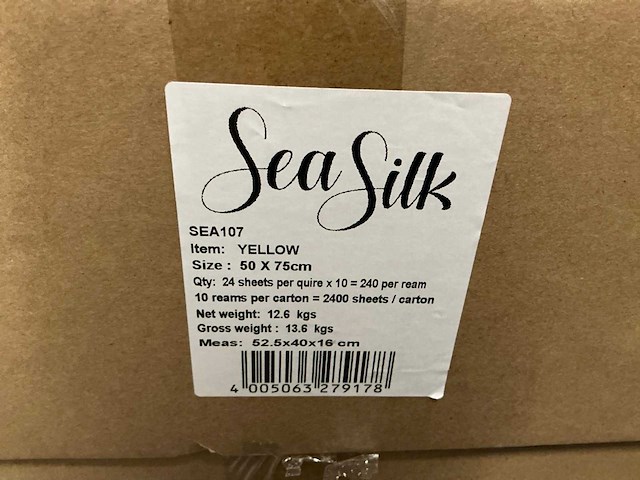 Sea Silk
SEA107
Item: YELLOW
Size : 50 X 75cm
Qty: 24 sheets per quire x 10 = 240 per ream
10 reams per carton = 2400 sheets / carton
Net weight: 12.6 kgs
Gross weight : 13.6 kgs
Meas: 52.5x40x16 cm
4 005063 279178